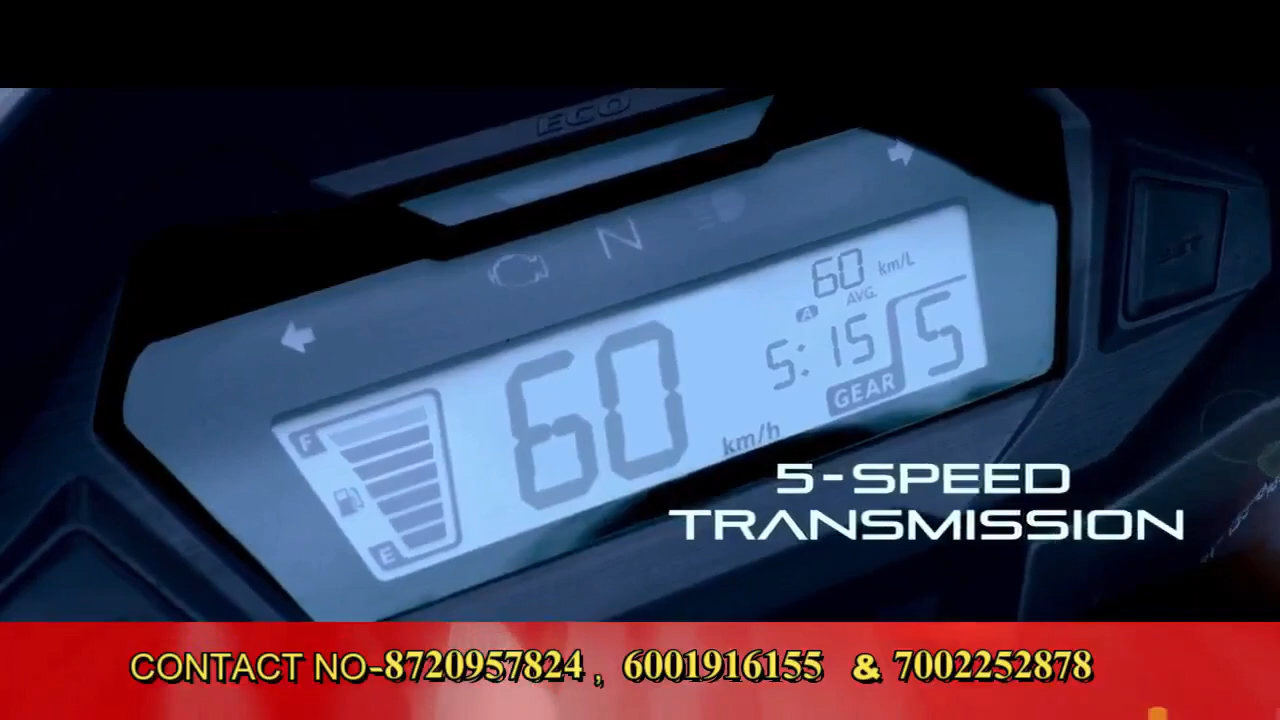 ECO
N
60 km/L
AVG.
A
5:15
5
GEAR
F
E
60
km/h
5-SPEED
TRANSMISSION
CONTACT NO-8720957824 , 6001916155 & 7002252878